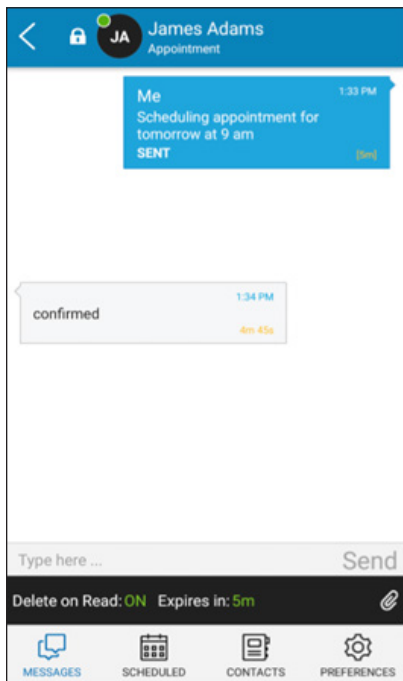 JA
James Adams
Appointment
Me 1:33 PM
Scheduling appointment for
tomorrow at 9 am
SENT [5m]
1:34 PM
confirmed
4m 45s
Type here ... Send
Delete on Read: ON Expires in: 5m
MESSAGES SCHEDULED CONTACTS PREFERENCES